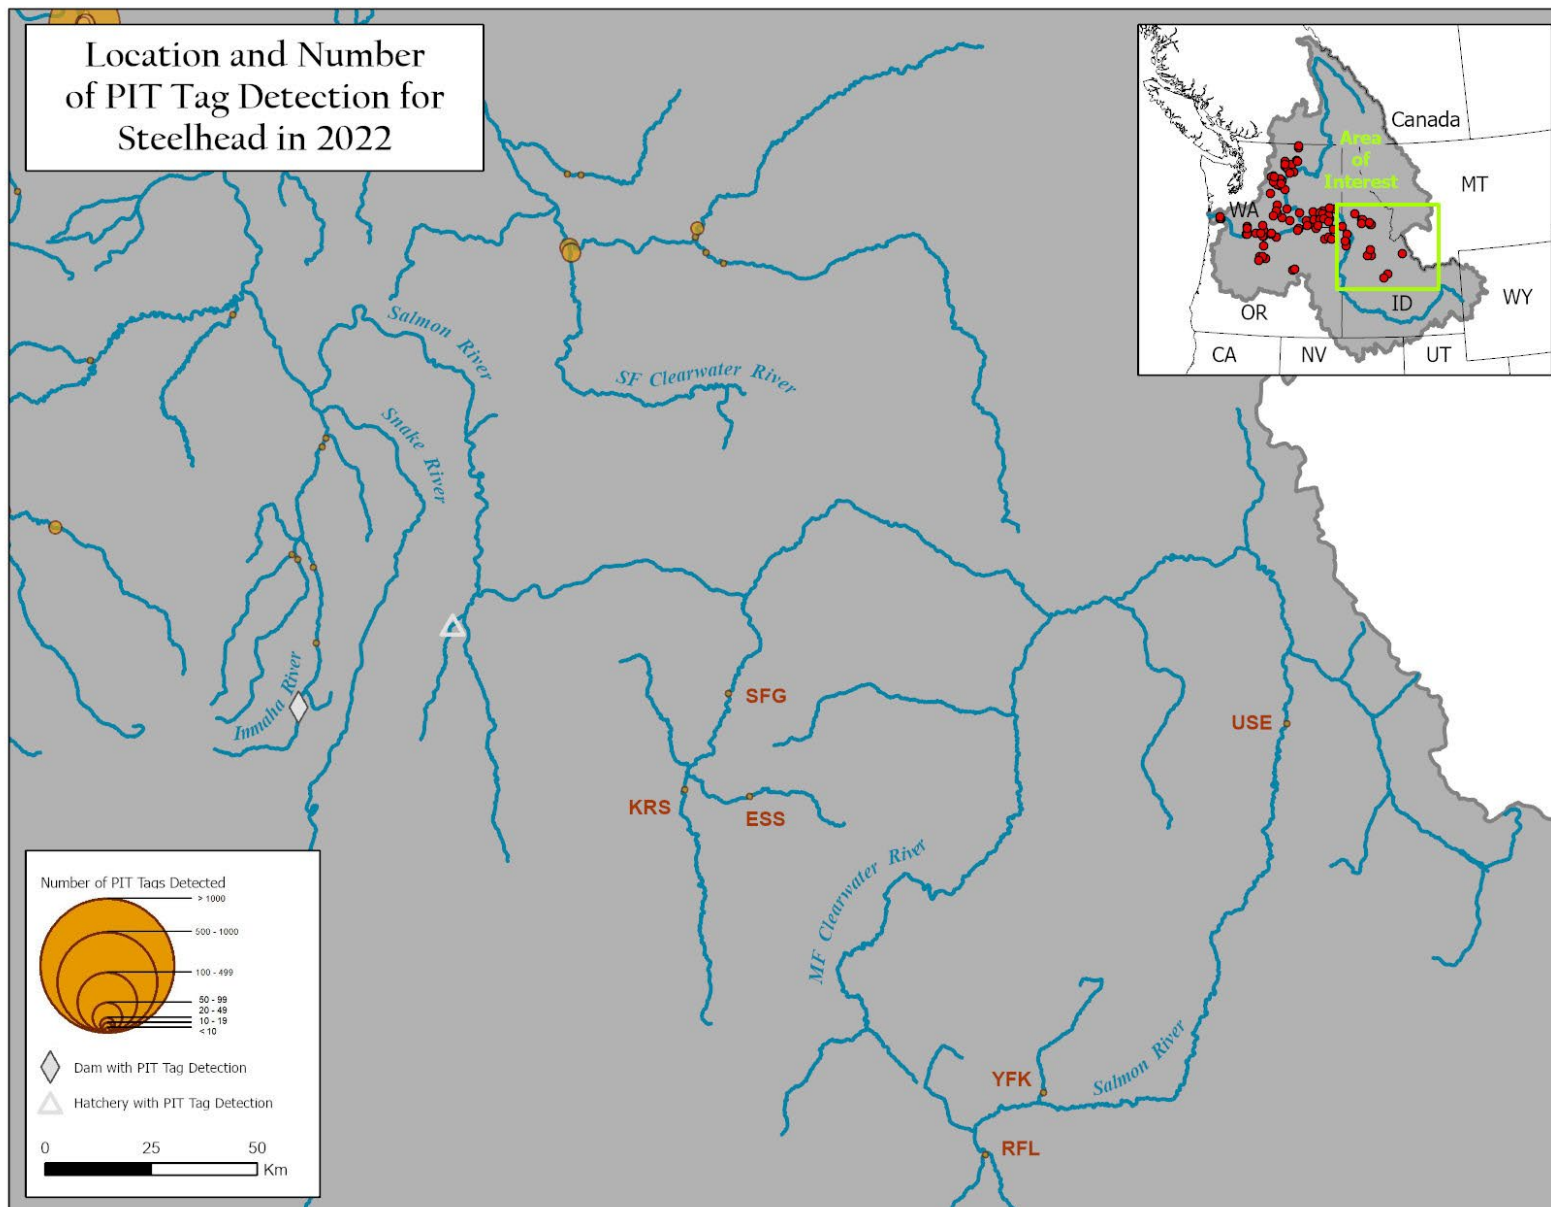 Location and Number
of PIT Tag Detection for
Steelhead in 2022
Canada
Area
of
Interest
MT
WA
OR
ID
WY
CA
NV
UT
Salmon River
SF Clearwater River
Snake River
Inmaha River
SFG
USE
KRS
ESS
MF Clearwater River
Salmon River
YFK
RFL
Number of PIT Tags Detected
> 1000
500 - 1000
100 - 499
50 - 99
20 - 49
10 - 19
< 10
Dam with PIT Tag Detection
Hatchery with PIT Tag Detection
0 25 50
Km